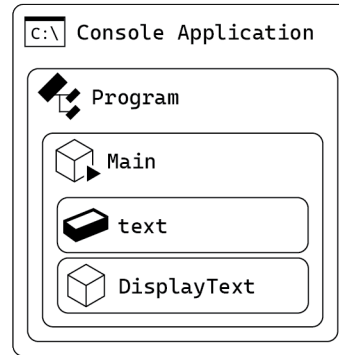 C:\ Console Application
Program
Main
text
DisplayText